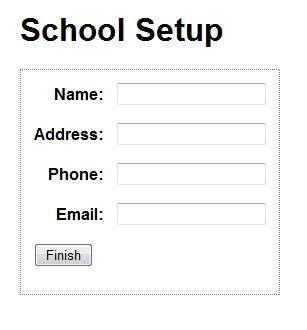 School Setup
Name:
Address:
Phone:
Email:
Finish